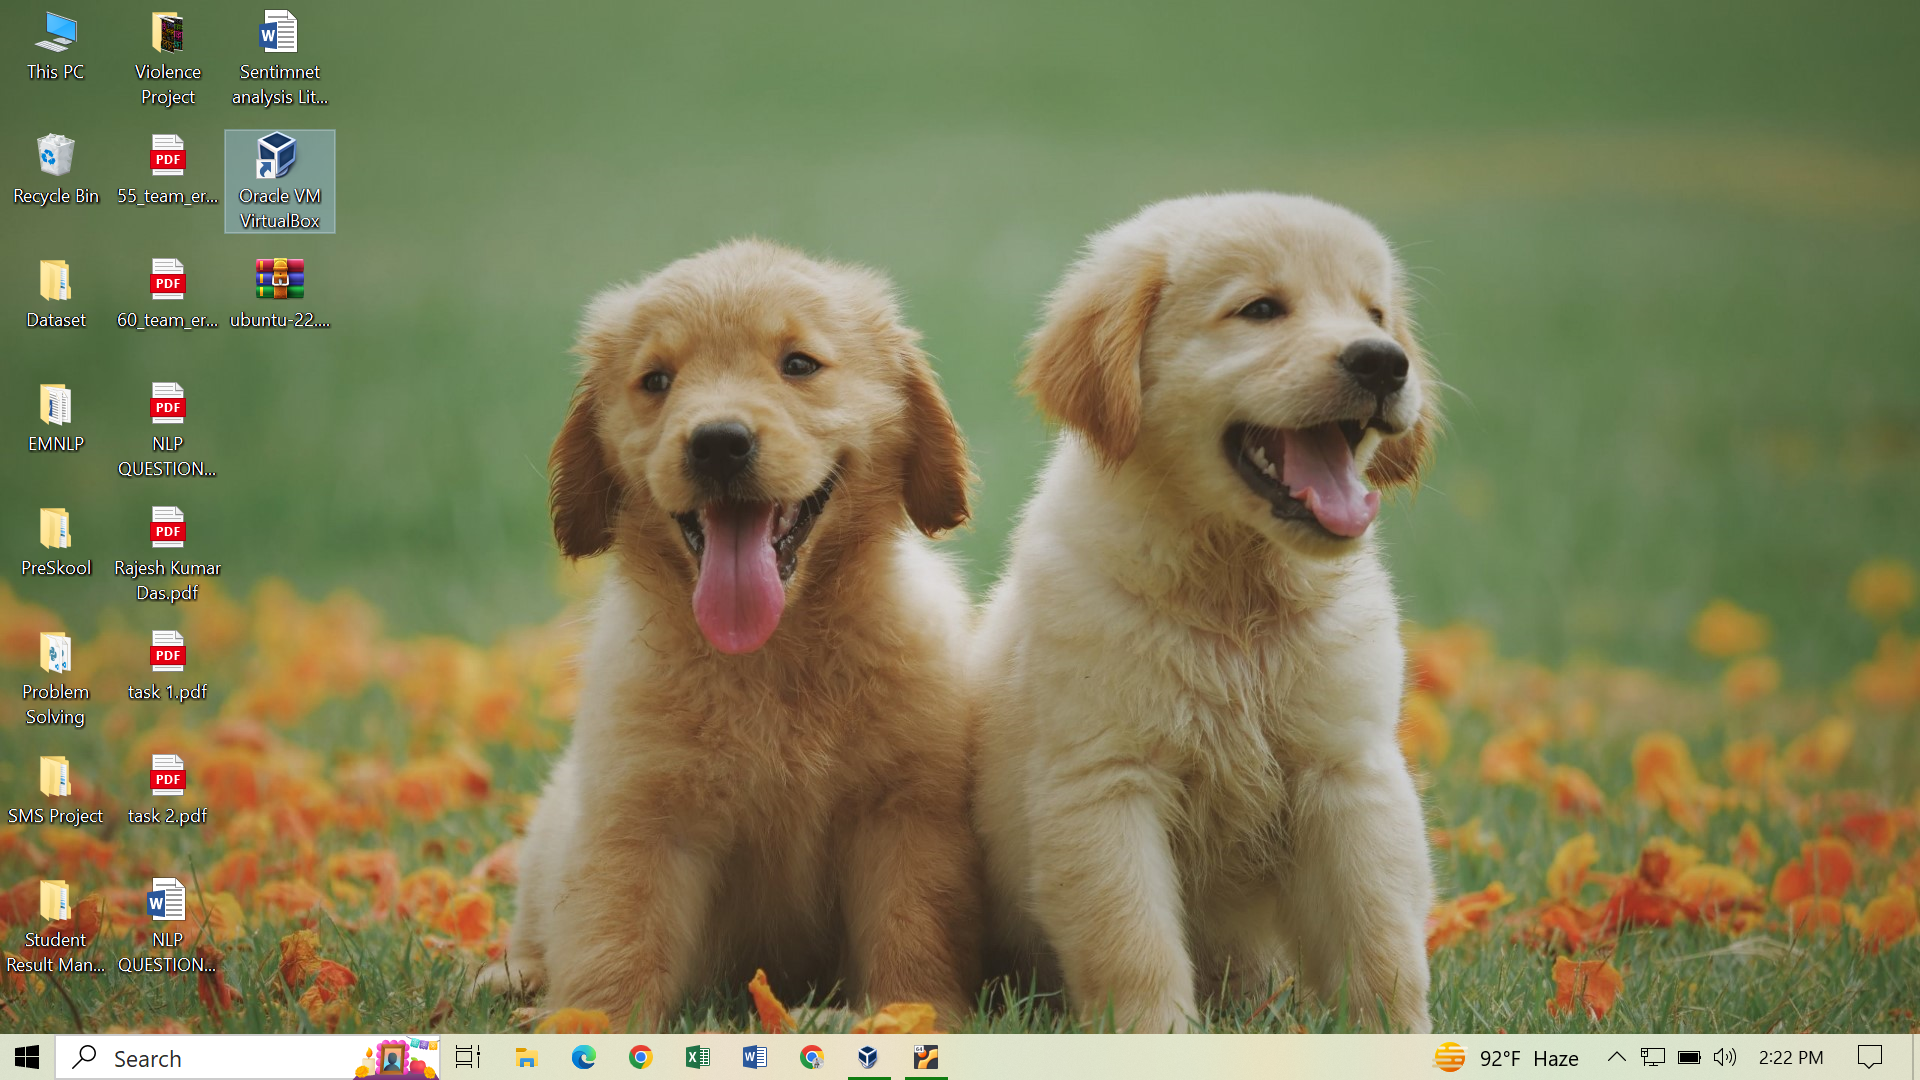 This PC
Violence
Project
Sentimnet
analysis Lit...
Recycle Bin
PDF
55_team_er...
Oracle VM
VirtualBox
Dataset
PDF
60_team_er...
ubuntu-22....
EMNLP
PDF
NLP
QUESTION...
PreSkool
PDF
Rajesh Kumar
Das.pdf
Problem
Solving
PDF
task 1.pdf
SMS Project
PDF
task 2.pdf
Student
Result Man...
NLP
QUESTION...
Search
92°F Haze
2:22 PM